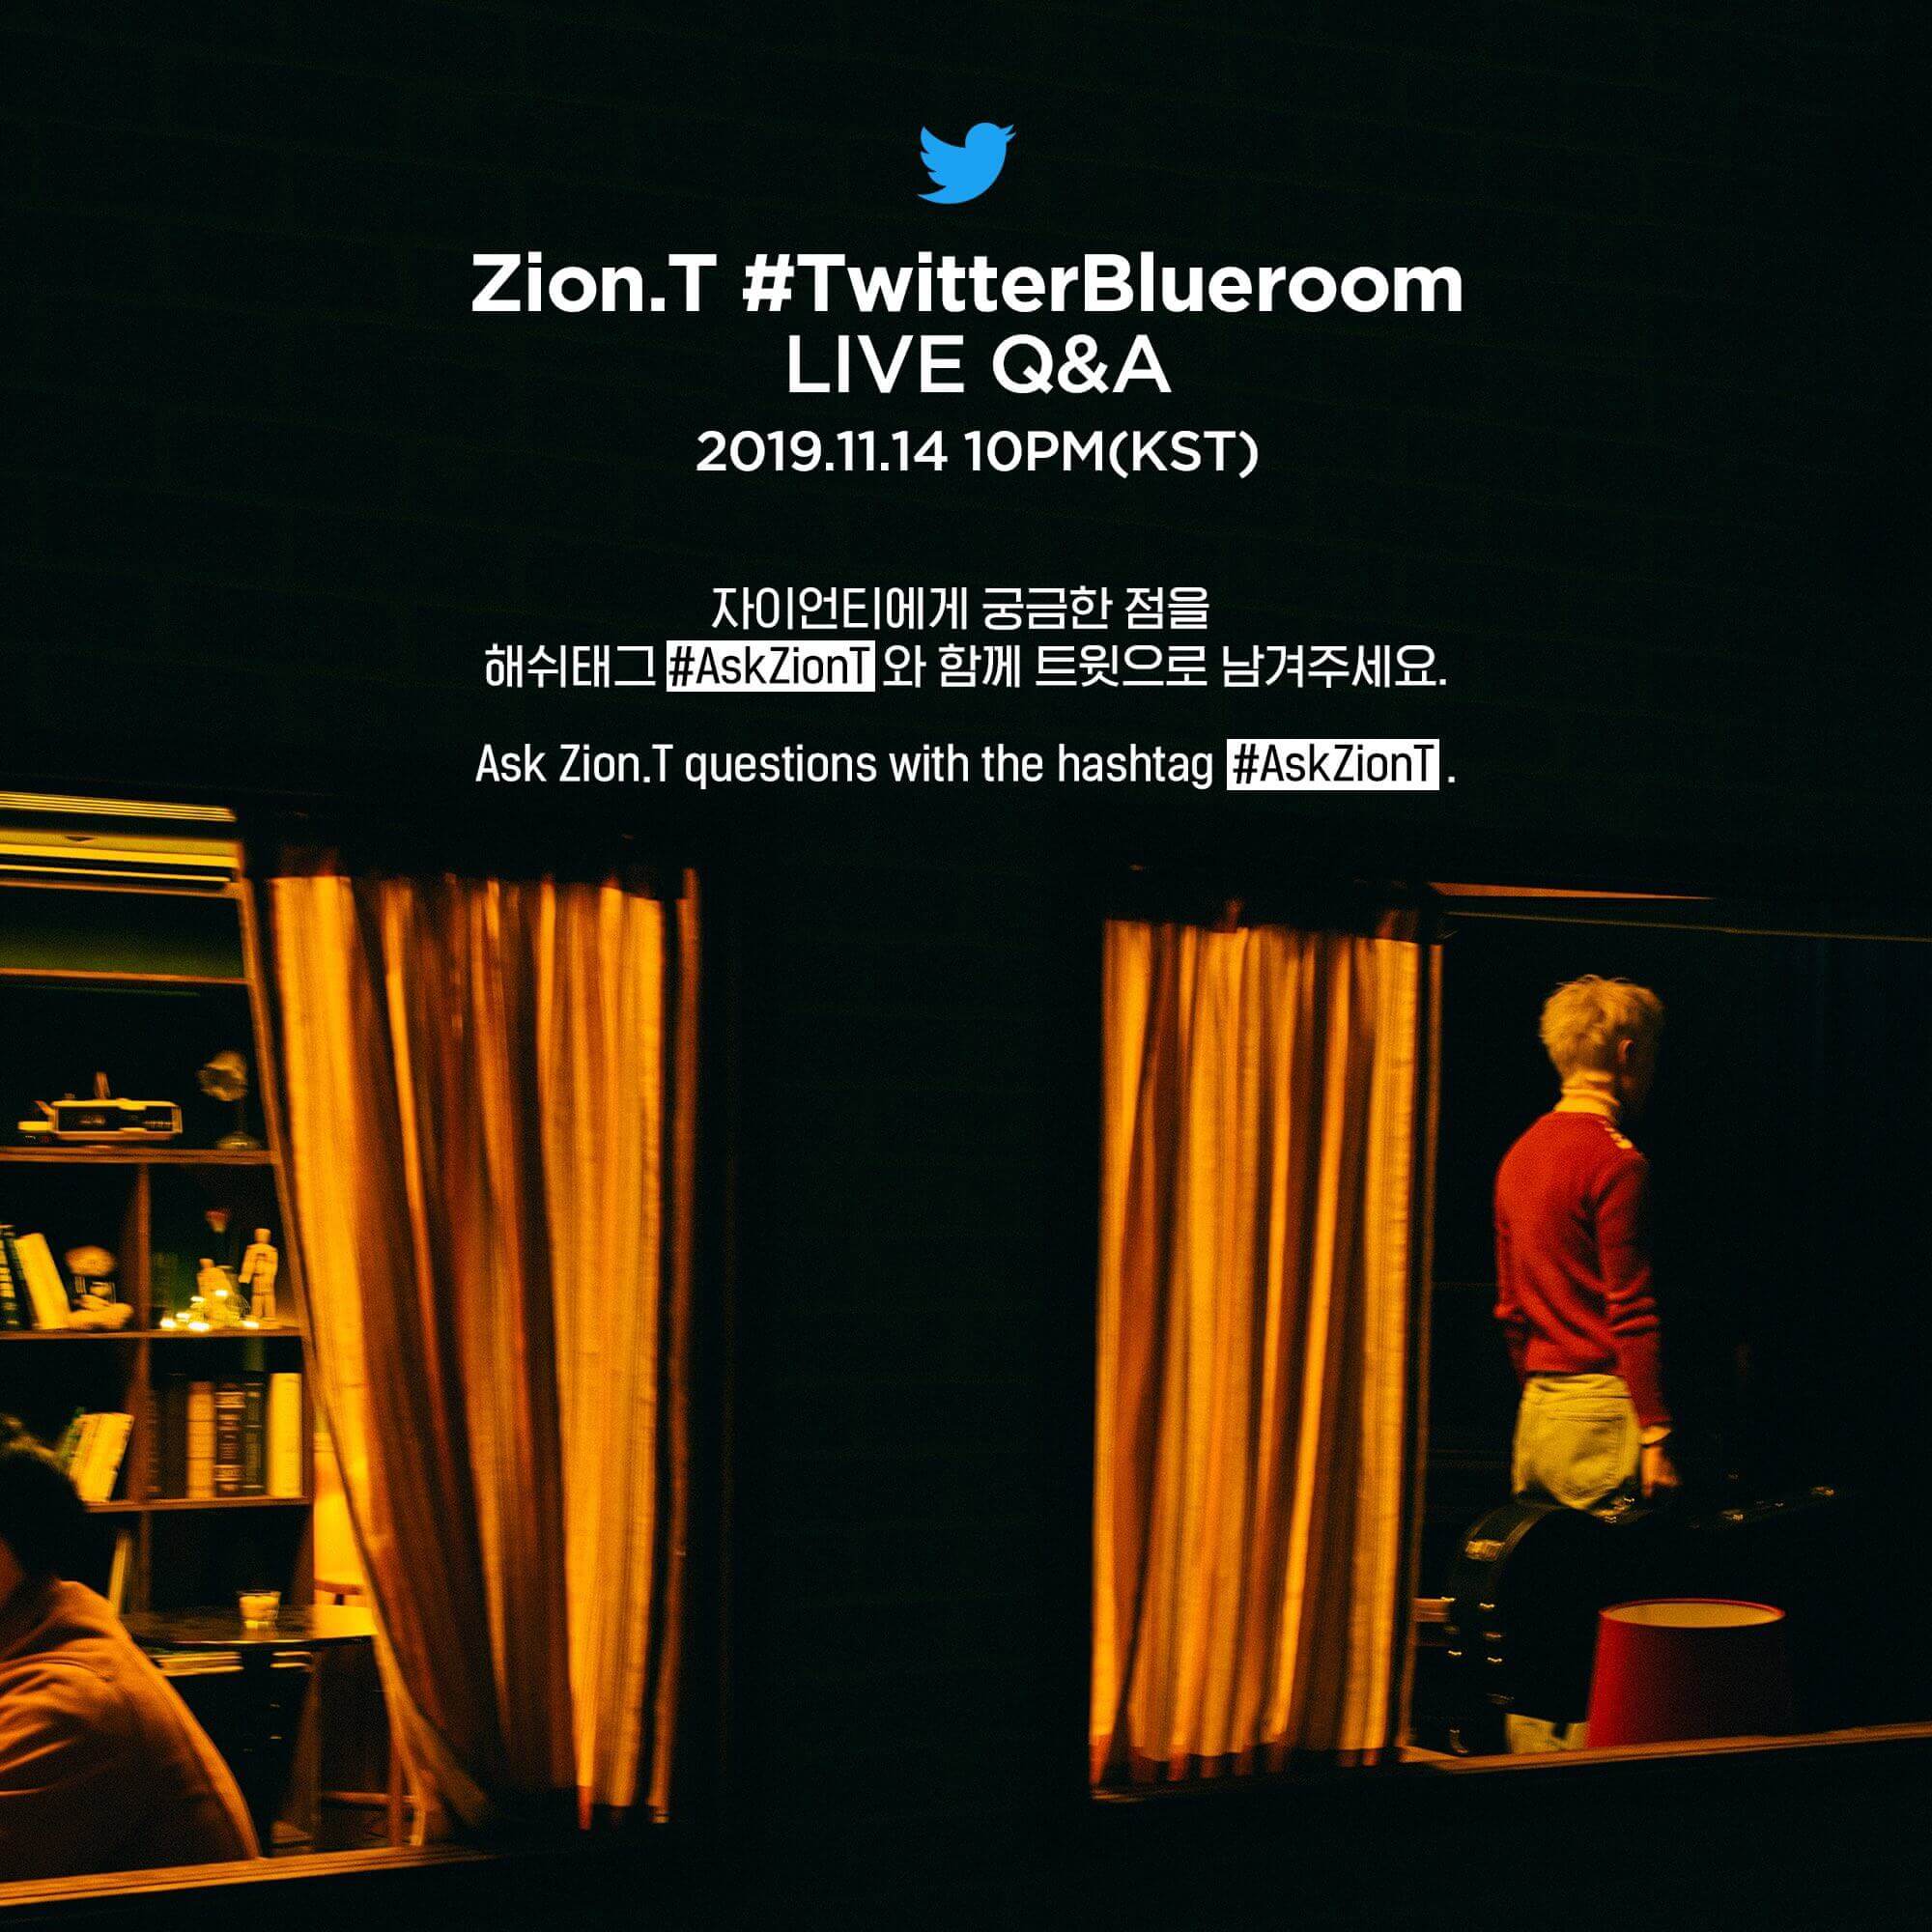 Zion.T #TwitterBlueroom
LIVE Q&A
2019.11.14 10PM(KST)
자이언티에게 궁금한 점을
해쉬태그 #AskZionT 와 함께 트윗으로 남겨주세요.
Ask Zion.T questions with the hashtag #AskZionT .